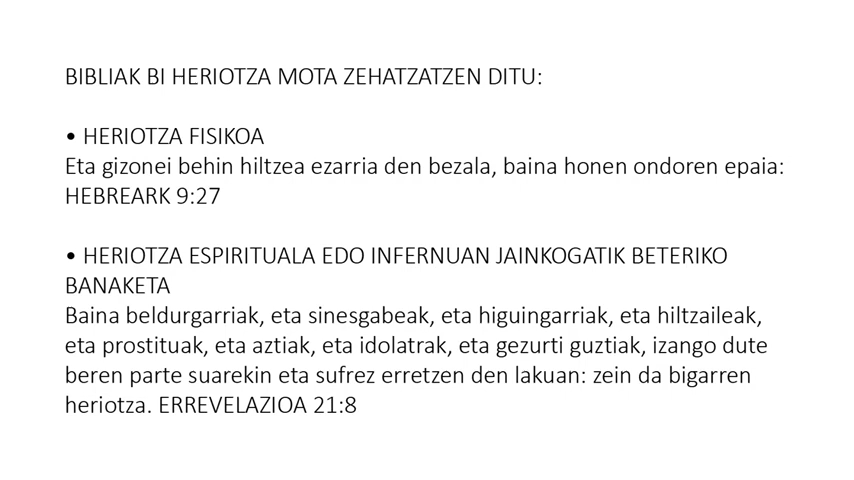 BIBLIAK BI HERIOTZA MOTA ZEHATZATZEN DITU:
• HERIOTZA FISIKOA
Eta gizonei behin hiltzea ezarria den bezala, baina honen ondoren epaia:
HEBREARK 9:27
• HERIOTZA ESPIRITUALA EDO INFERNUAN JAINKOGATIK BETERIKO
BANAKETA
Baina beldurgarriak, eta sinesgabeak, eta higuingarriak, eta hiltzaileak,
eta prostituak, eta aztiak, eta idolatrak, eta gezurti guztiak, izango dute
beren parte suarekin eta sufrez erretzen den lakuan: zein da bigarren
heriotza. ERREVELAZIOA 21:8